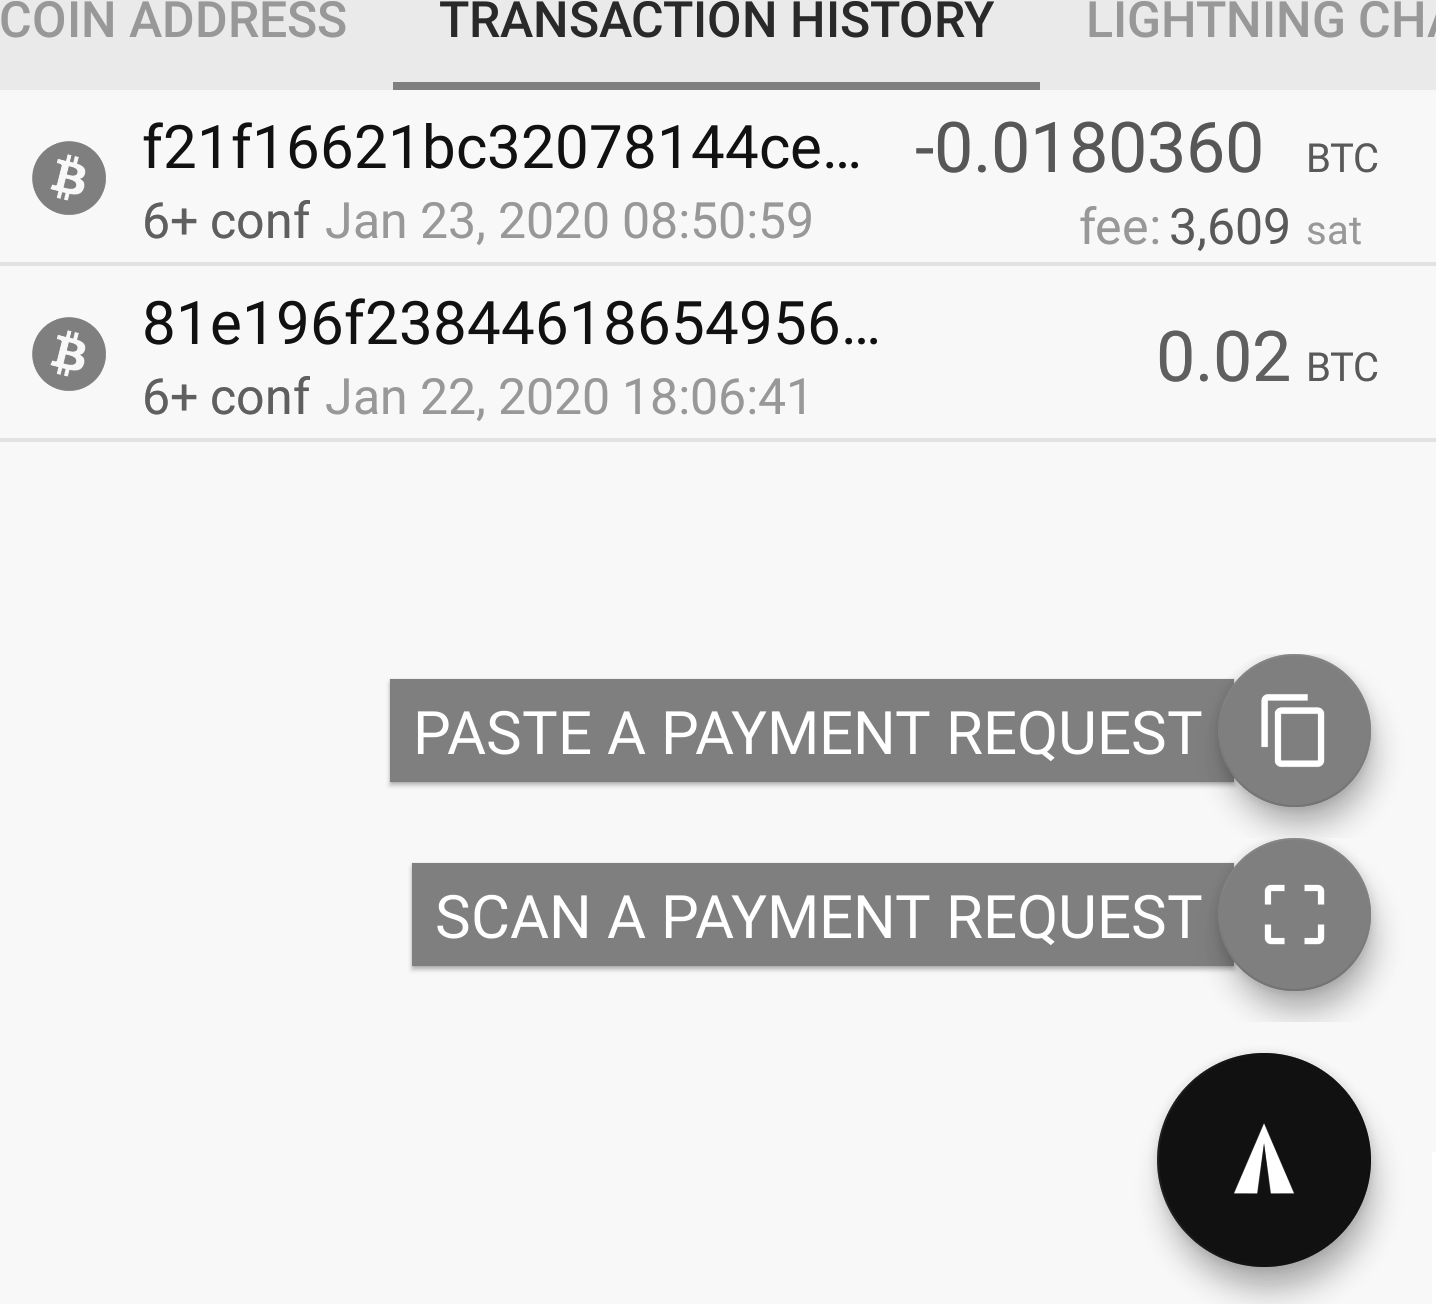 COIN ADDRESS TRANSACTION HISTORY LIGHTNING CHA
f21f16621bc32078144ce... -0.0180360 BTC
6+ conf Jan 23, 2020 08:50:59 fee: 3,609 sat
81e196f23844618654956... 0.02 BTC
6+ conf Jan 22, 2020 18:06:41
PASTE A PAYMENT REQUEST
SCAN A PAYMENT REQUEST